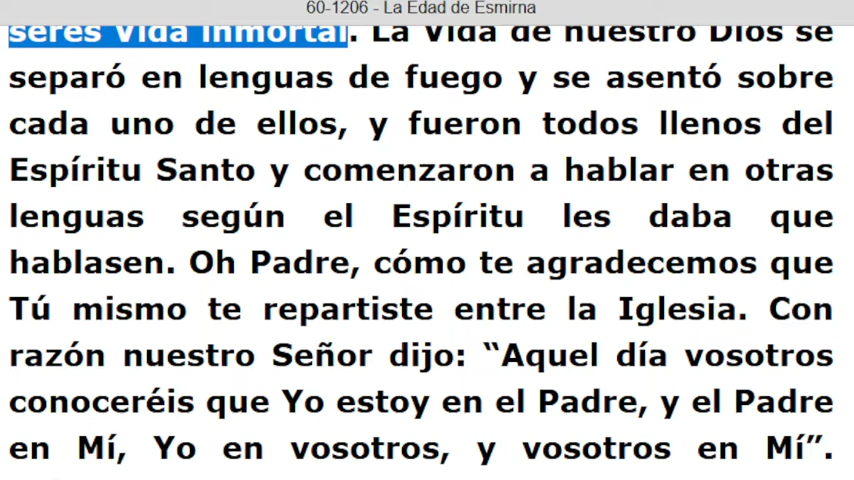 60-1206 - La Edad de Esmirna
seres Vida inmortal. La Vida de nuestro Dios se
separó en lenguas de fuego y se asentó sobre
cada uno de ellos, y fueron todos llenos del
Espíritu Santo y comenzaron a hablar en otras
lenguas según el Espíritu les daba que
hablasen. Oh Padre, cómo te agradecemos que
Tú mismo te repartiste entre la Iglesia. Con
razón nuestro Señor dijo: “Aquel día vosotros
conoceréis que Yo estoy en el Padre, y el Padre
en Mí, Yo en vosotros, y vosotros en Mí”.